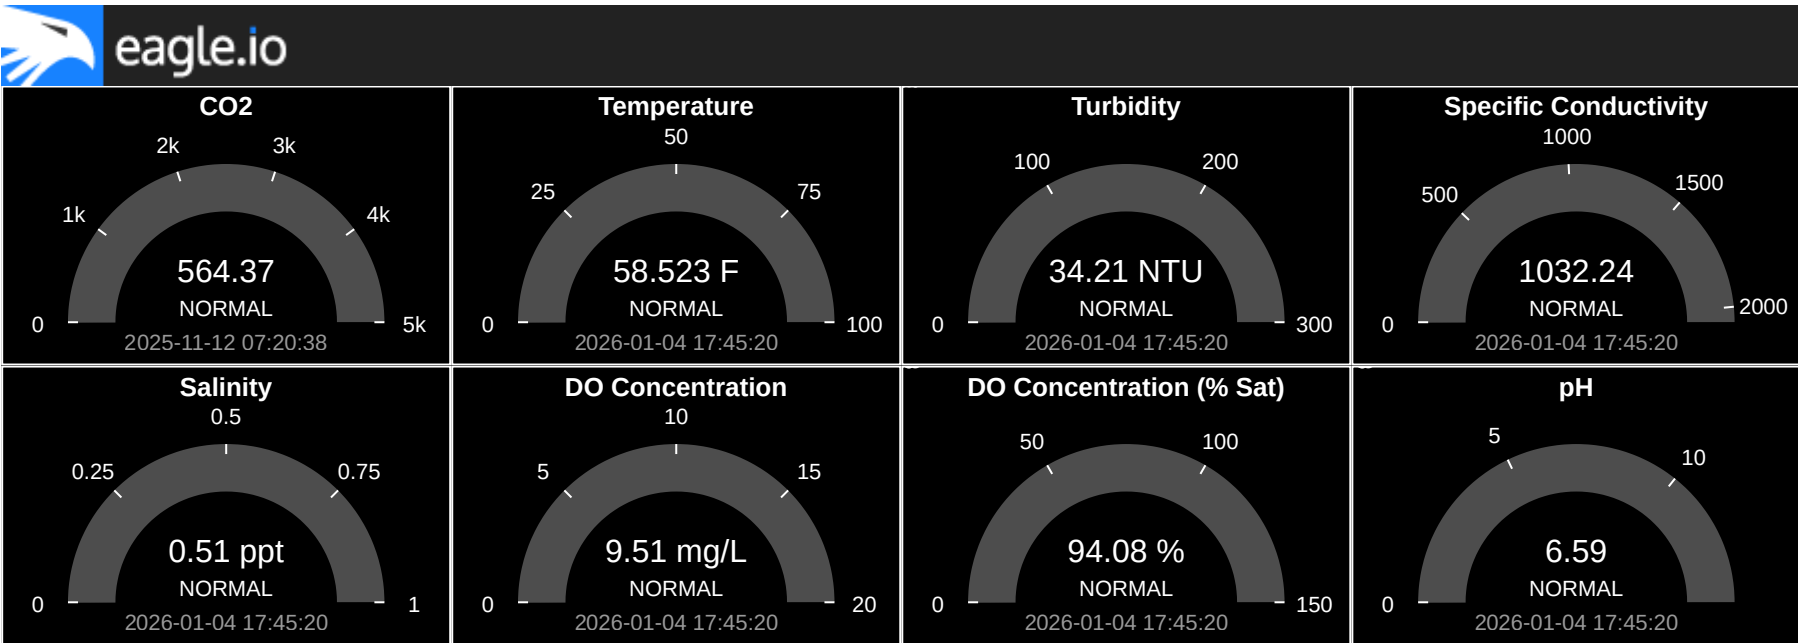 eagle.io
CO2
2k
3k
1k
4k
0
5k
564.37
NORMAL
2025-11-12 07:20:38
Temperature
50
25
75
0
100
58.523 F
NORMAL
2026-01-04 17:45:20
Turbidity
100
200
0
300
34.21 NTU
NORMAL
2026-01-04 17:45:20
Specific Conductivity
1000
500
1500
0
2000
1032.24
NORMAL
2026-01-04 17:45:20
Salinity
0.5
0.25
0.75
0
1
0.51 ppt
NORMAL
2026-01-04 17:45:20
DO Concentration
10
5
15
0
20
9.51 mg/L
NORMAL
2026-01-04 17:45:20
DO Concentration (% Sat)
50
100
0
150
94.08 %
NORMAL
2026-01-04 17:45:20
pH
5
10
0
6.59
NORMAL
2026-01-04 17:45:20